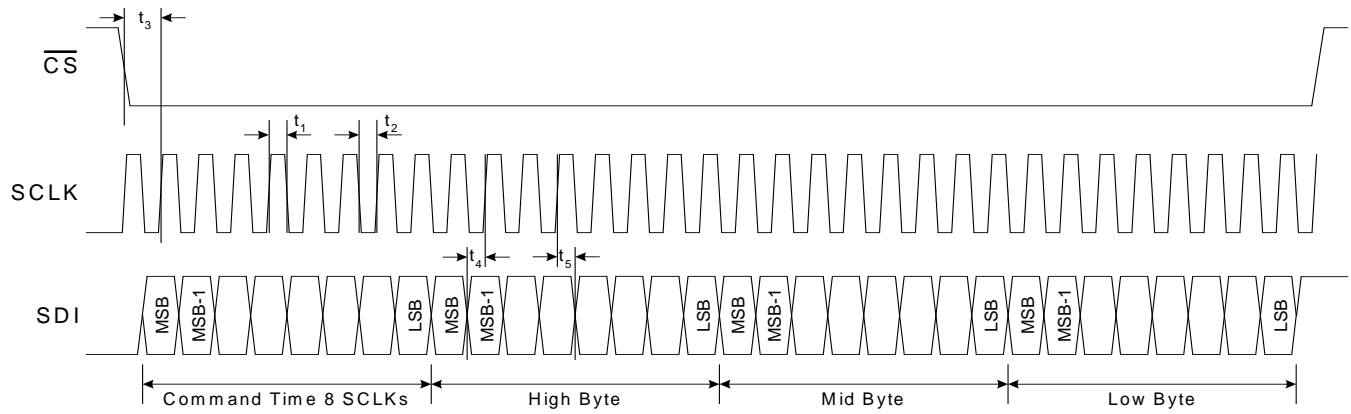 t3
CS
t1
t2
SCLK
t4
t5
SDI
MSB
MSB-1
LSB
MSB
MSB-1
LSB
MSB
MSB-1
LSB
MSB
MSB-1
LSB
Command Time 8 SCLKs
High Byte
Mid Byte
Low Byte